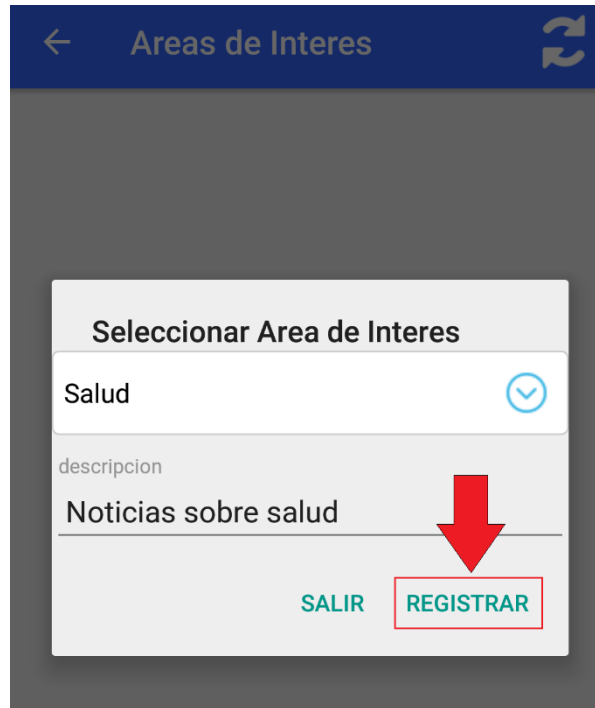 Areas de Interes
Seleccionar Area de Interes
Salud
descripcion
Noticias sobre salud
SALIR REGISTRAR